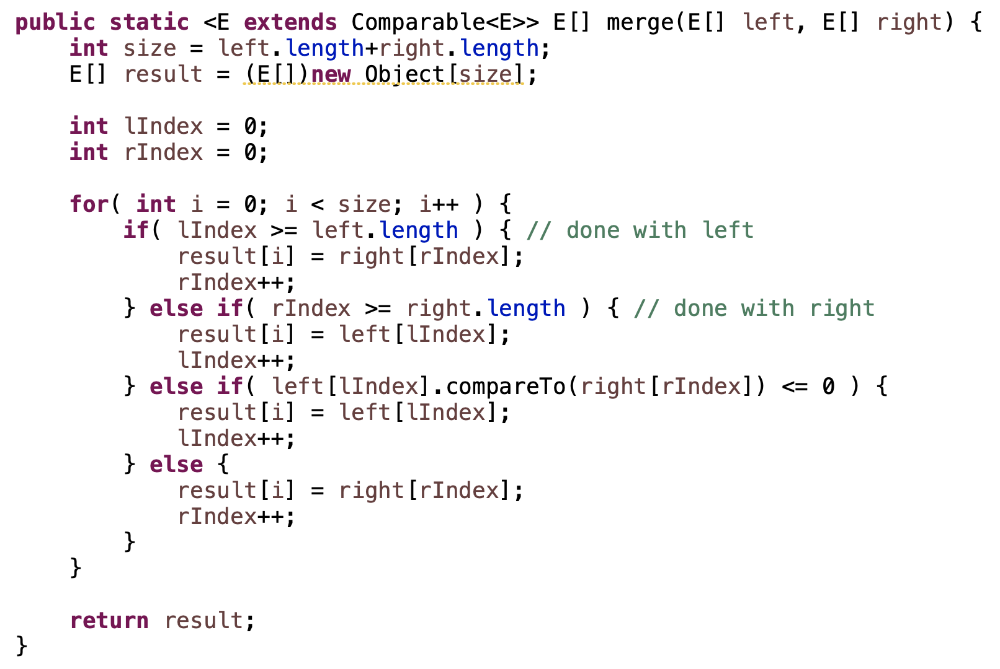 public static <E extends Comparable<E>> E[] merge(E[] left, E[] right) {
    int size = left.length+right.length;
    E[] result = (E[])new Object[size];

    int lIndex = 0;
    int rIndex = 0;

    for( int i = 0; i < size; i++ ) {
        if( lIndex >= left.length ) { // done with left
            result[i] = right[rIndex];
            rIndex++;
        } else if( rIndex >= right.length ) { // done with right
            result[i] = left[lIndex];
            lIndex++;
        } else if( left[lIndex].compareTo(right[rIndex]) <= 0 ) {
            result[i] = left[lIndex];
            lIndex++;
        } else {
            result[i] = right[rIndex];
            rIndex++;
        }
    }

    return result;
}